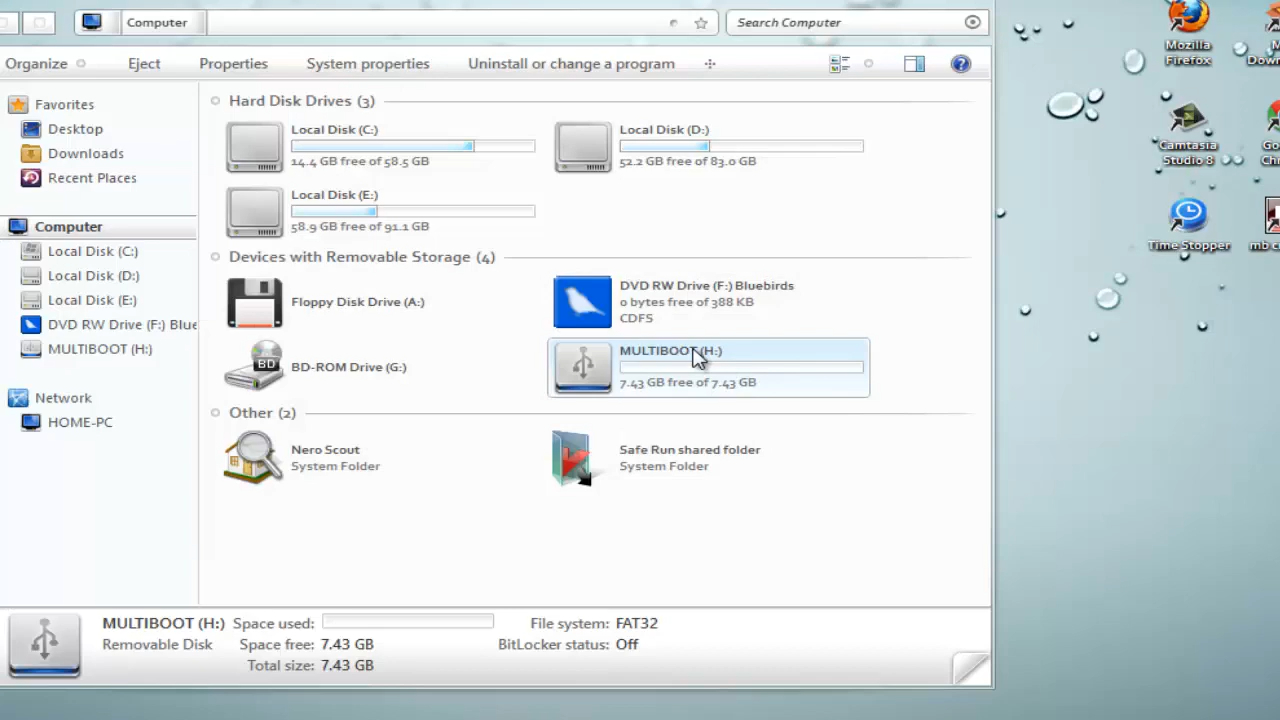 Computer
Search Computer
Organize
Eject
Properties
System properties
Uninstall or change a program
Favorites
Desktop
Downloads
Recent Places
Computer
Local Disk (C:)
Local Disk (D:)
Local Disk (E:)
DVD RW Drive (F:) Blue
MULTIBOOT (H:)
Network
HOME-PC
Hard Disk Drives (3)
Local Disk (C:)
14.4 GB free of 58.5 GB
Local Disk (D:)
52.2 GB free of 83.0 GB
Local Disk (E:)
58.9 GB free of 91.1 GB
Devices with Removable Storage (4)
Floppy Disk Drive (A:)
DVD RW Drive (F:) Bluebirds
0 bytes free of 388 KB
CDFS
BD
BD-ROM Drive (G:)
MULTIBOOT (H:)
7.43 GB free of 7.43 GB
Other (2)
Nero Scout
System Folder
Safe Run shared folder
System Folder
MULTIBOOT (H:) Space used:
File system: FAT32
Removable Disk
Space free: 7.43 GB
BitLocker status: Off
Total size: 7.43 GB
Mozilla
Firefox
Camtasia
Studio 8
Time Stopper